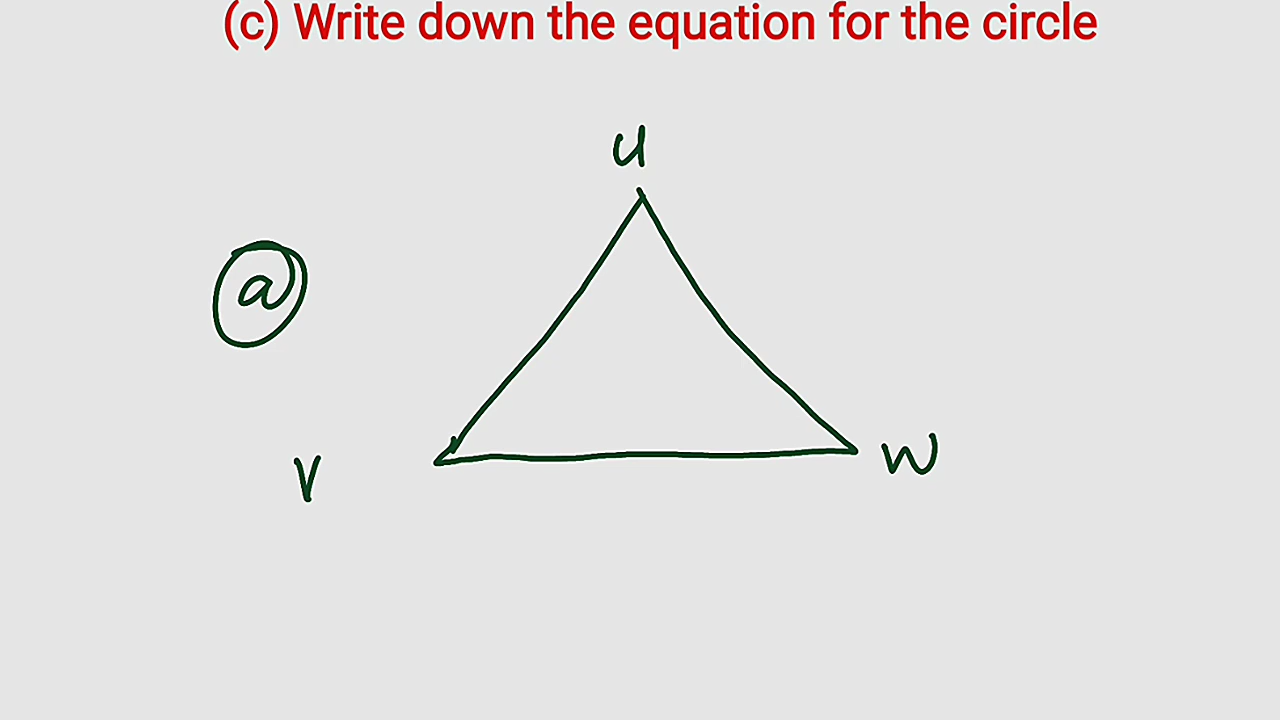 (c) Write down the equation for the circle
U
(a)
V
W